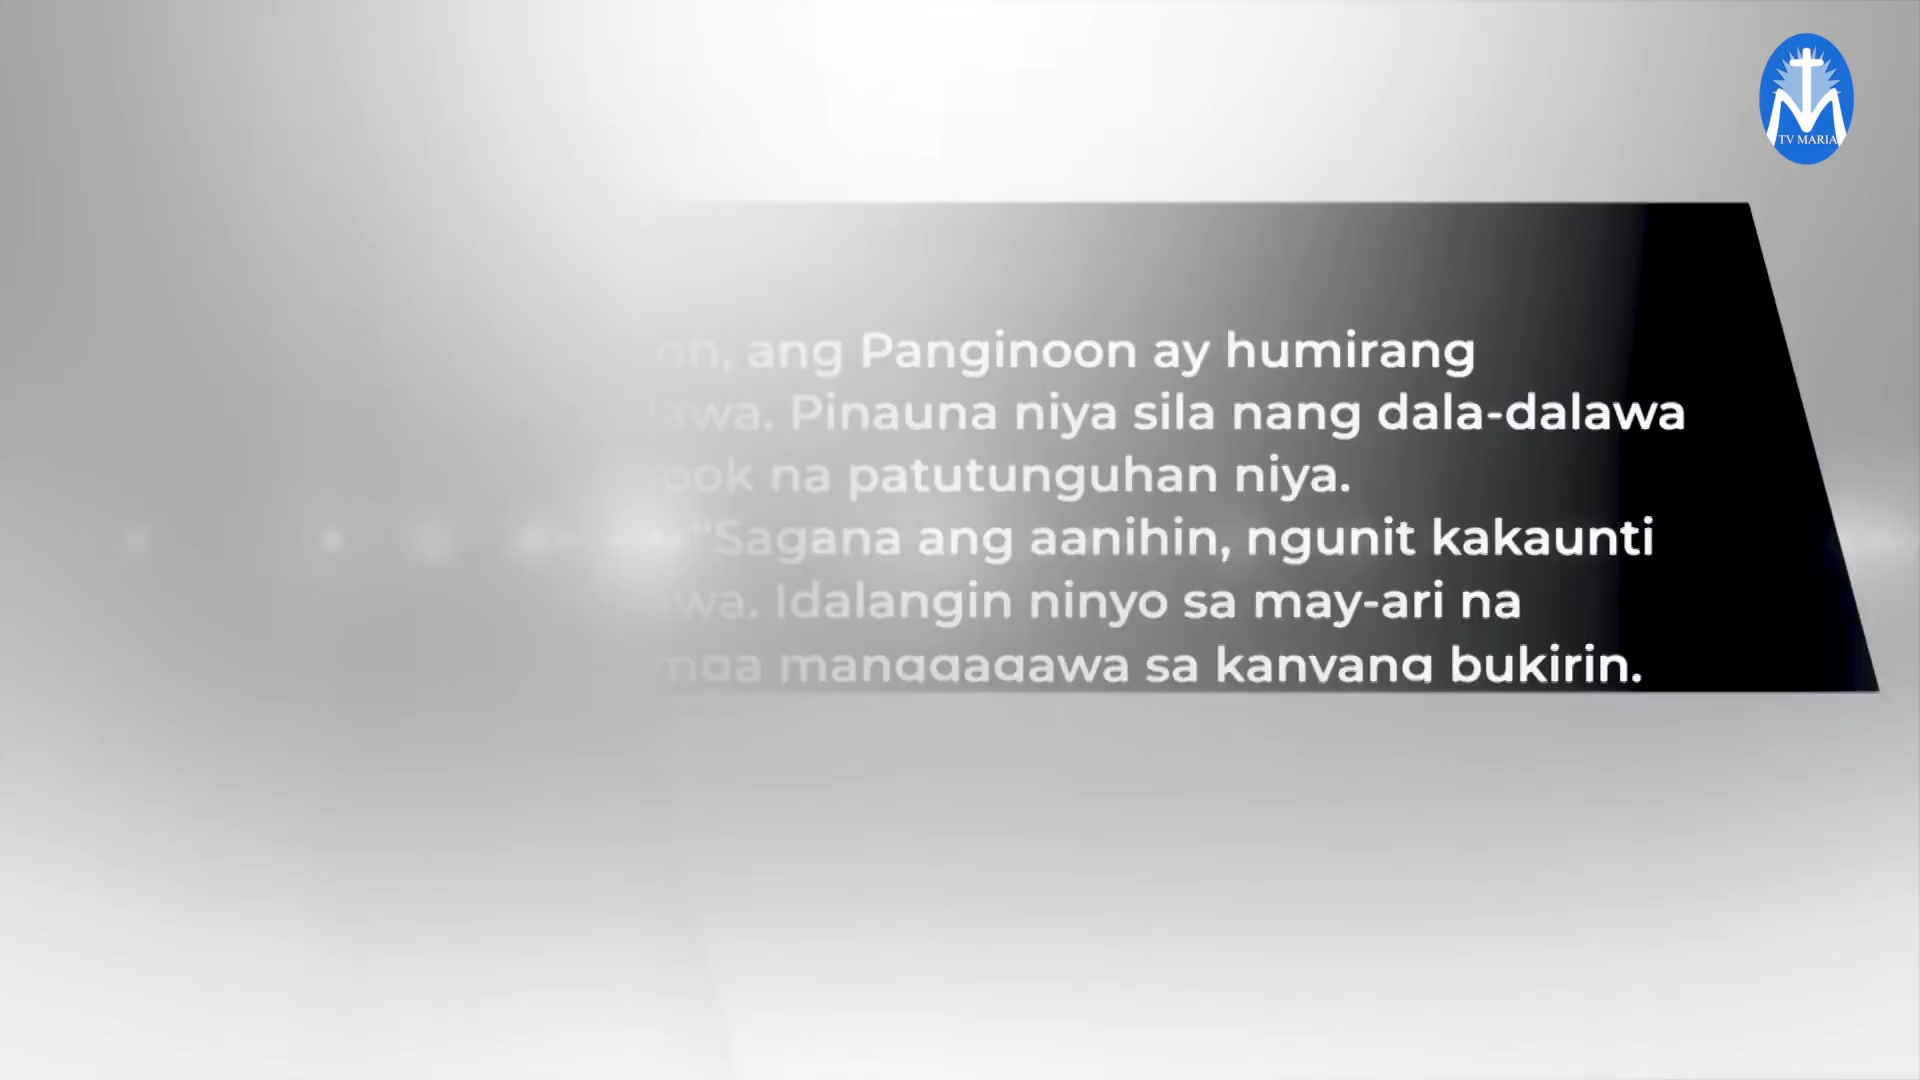 TV MARIA
ang Panginoon ay humirang
Pinauna niya sila nang dala-dalawa
na patutunguhan niya.
"Sagana ang aanihin, ngunit kakaunti
Idalangin ninyo sa may-ari na
mga manggagawa sa kanyang bukirin.